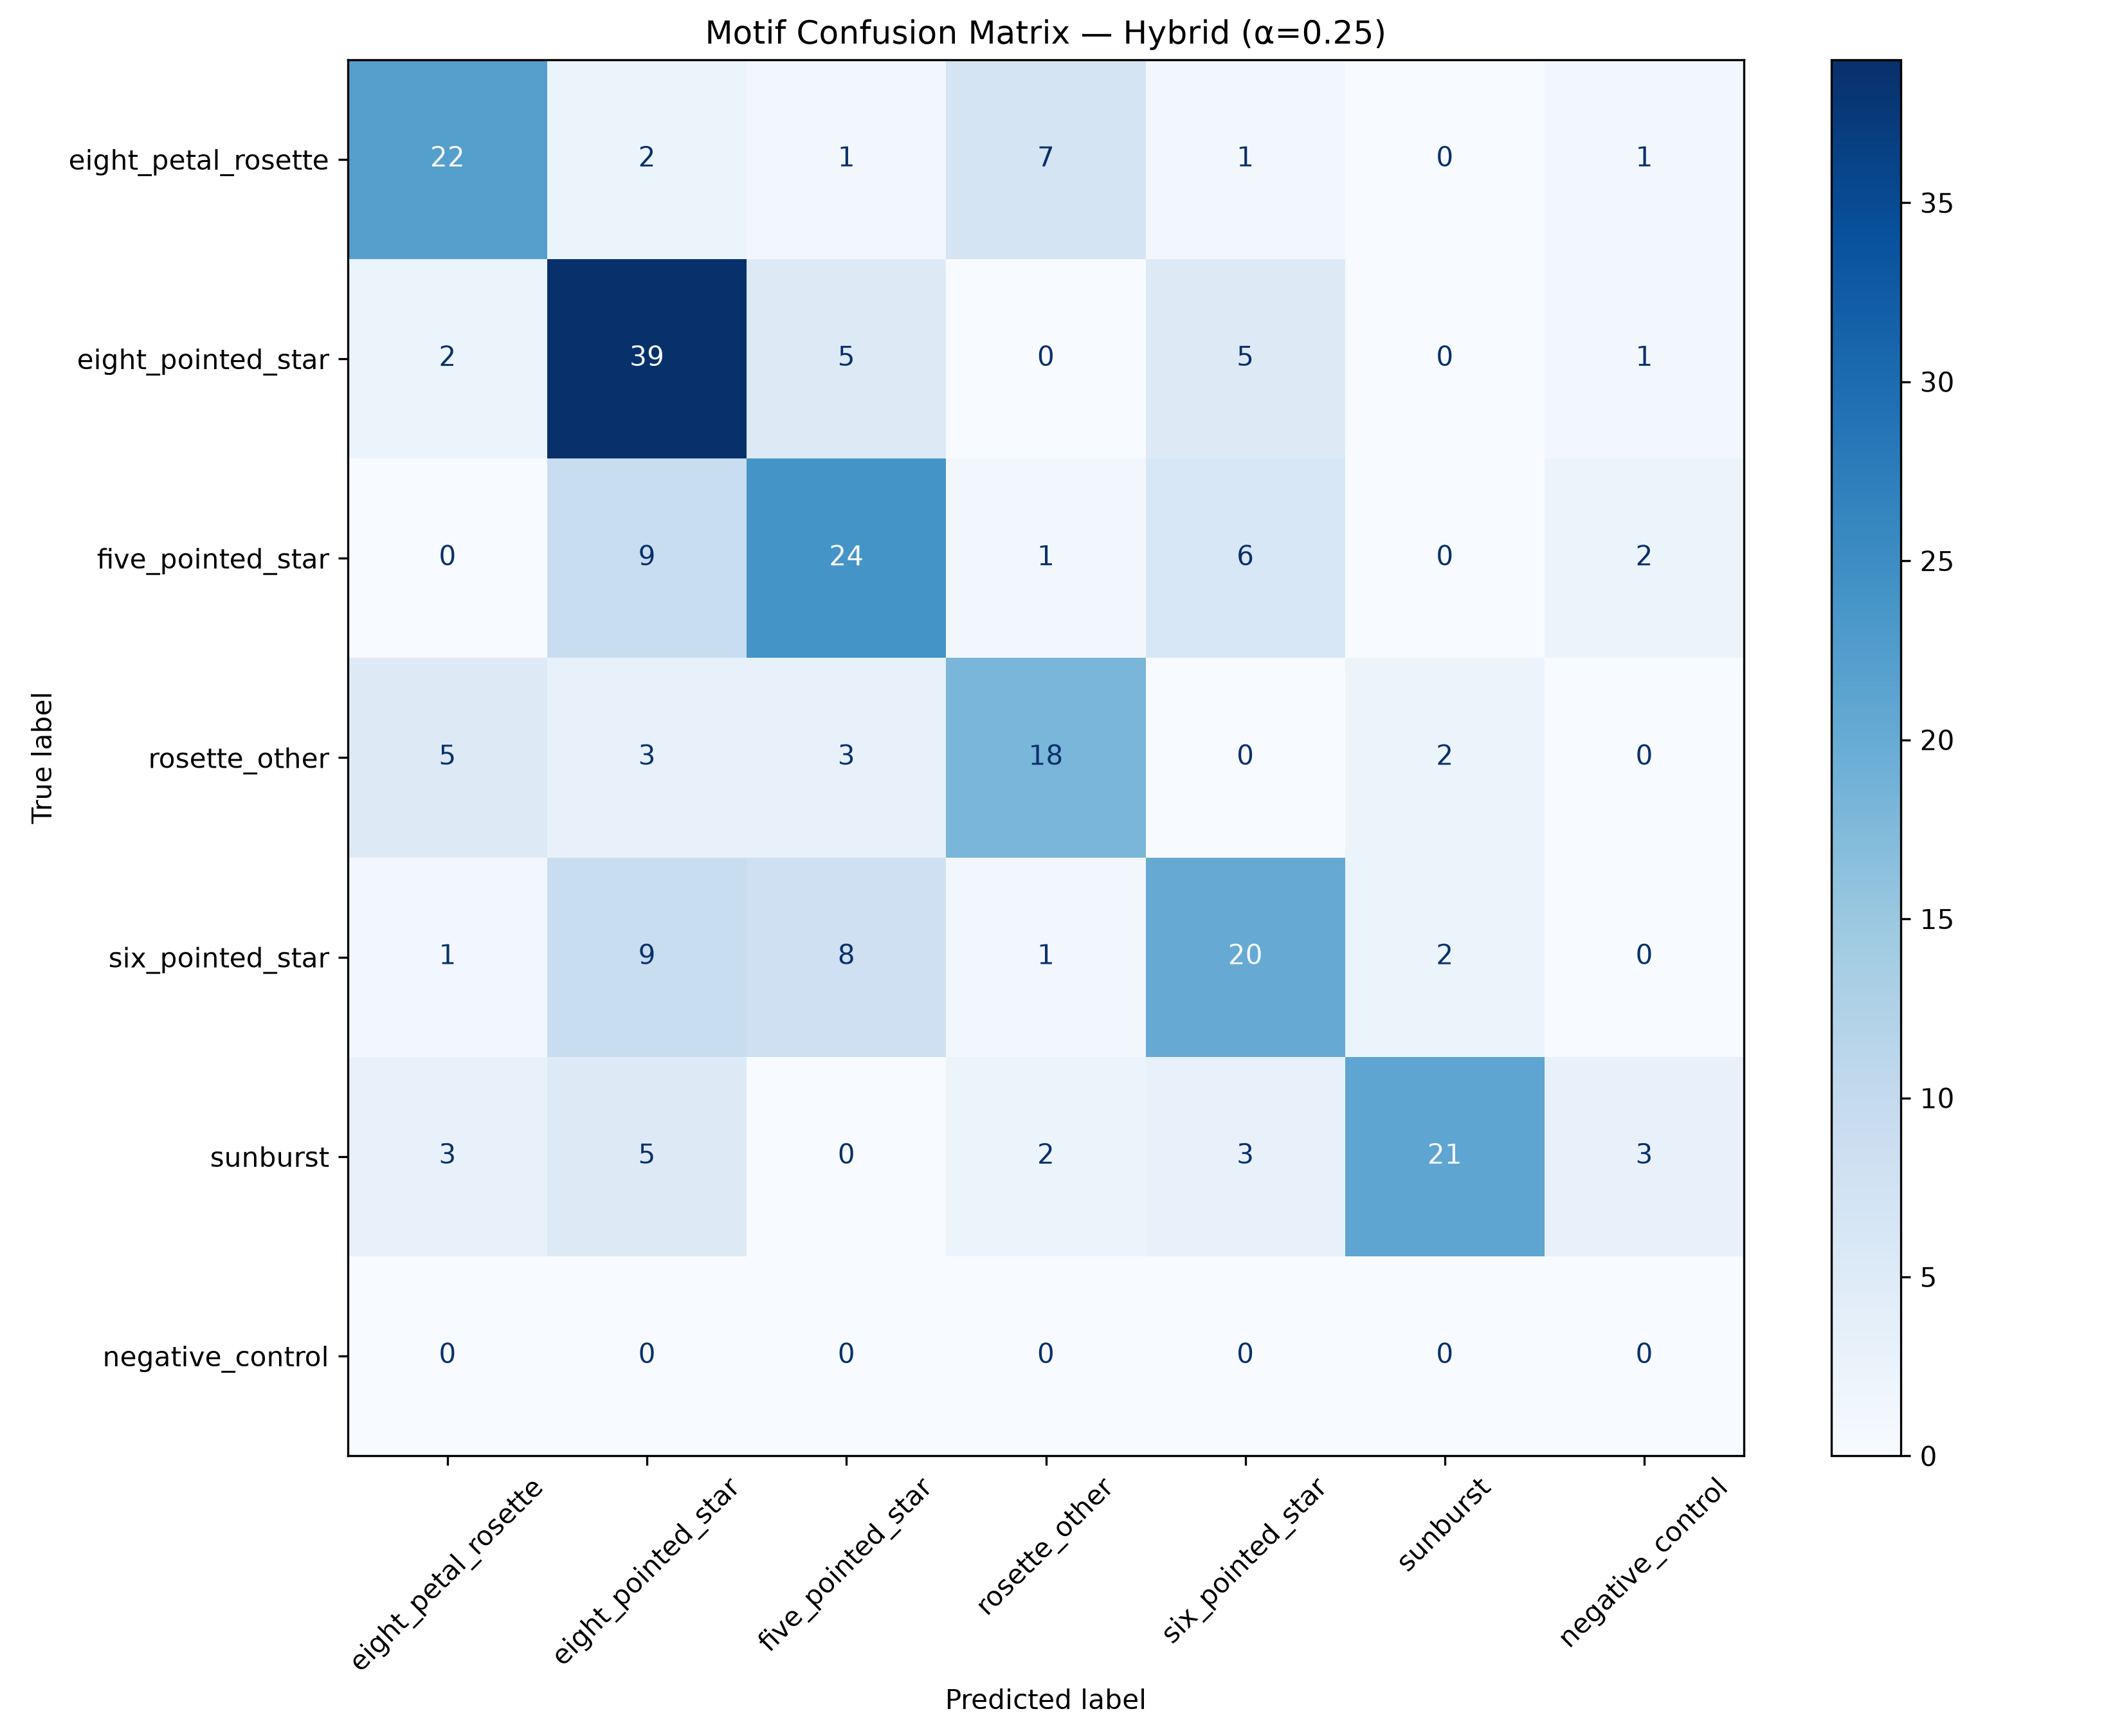 Motif Confusion Matrix — Hybrid (α=0.25)
True label
eight_petal_rosette 22 2 1 7 1 0 1
eight_pointed_star 2 39 5 0 5 0 1
five_pointed_star 0 9 24 1 6 0 2
rosette_other 5 3 3 18 0 2 0
six_pointed_star 1 9 8 1 20 2 0
sunburst 3 5 0 2 3 21 3
negative_control 0 0 0 0 0 0 0
eight_petal_rosette
eight_pointed_star
five_pointed_star
rosette_other
six_pointed_star
sunburst
negative_control
Predicted label
35
30
25
20
15
10
5
0